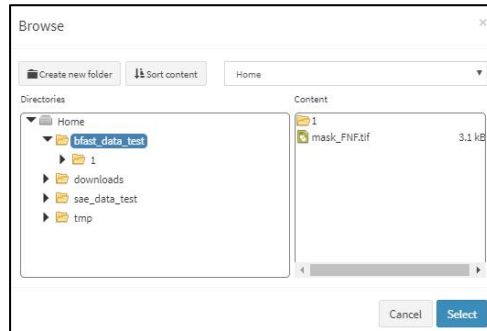 Browse ×
Create new folder Sort content Home
Directories Content
Home 1
bfast_data_test mask_FNF.tif 3.1 kB
1
downloads
sae_data_test
tmp
Cancel Select